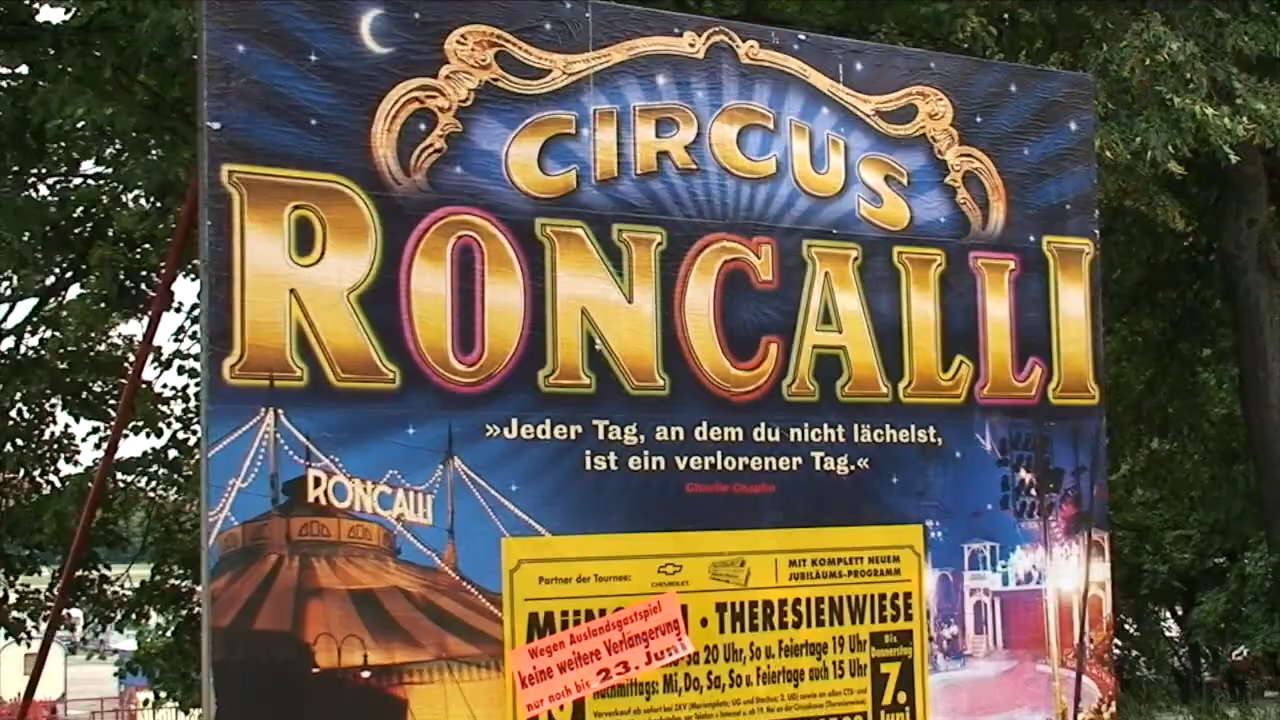 CIRCUS
RONCALLI
»Jeder Tag, an dem du nicht lächelst,
ist ein verlorener Tag.«
Charlie Chaplin
RONCALLI
Partner der Tournee:
CHEVROLET
MIT KOMPLETT NEUEM
JUBILÄUMS-PROGRAMM
· THERESIENWIESE
Wegen Auslandsgastspiel
keine weitere Verlängerung
nur noch bis 23. Juni
20 Uhr, So u. Feiertage 19 Uhr
nachmittags: Mi, Do, Sa, So u. Feiertage auch 15 Uhr
Bis
Donnerstag
7.
Juni